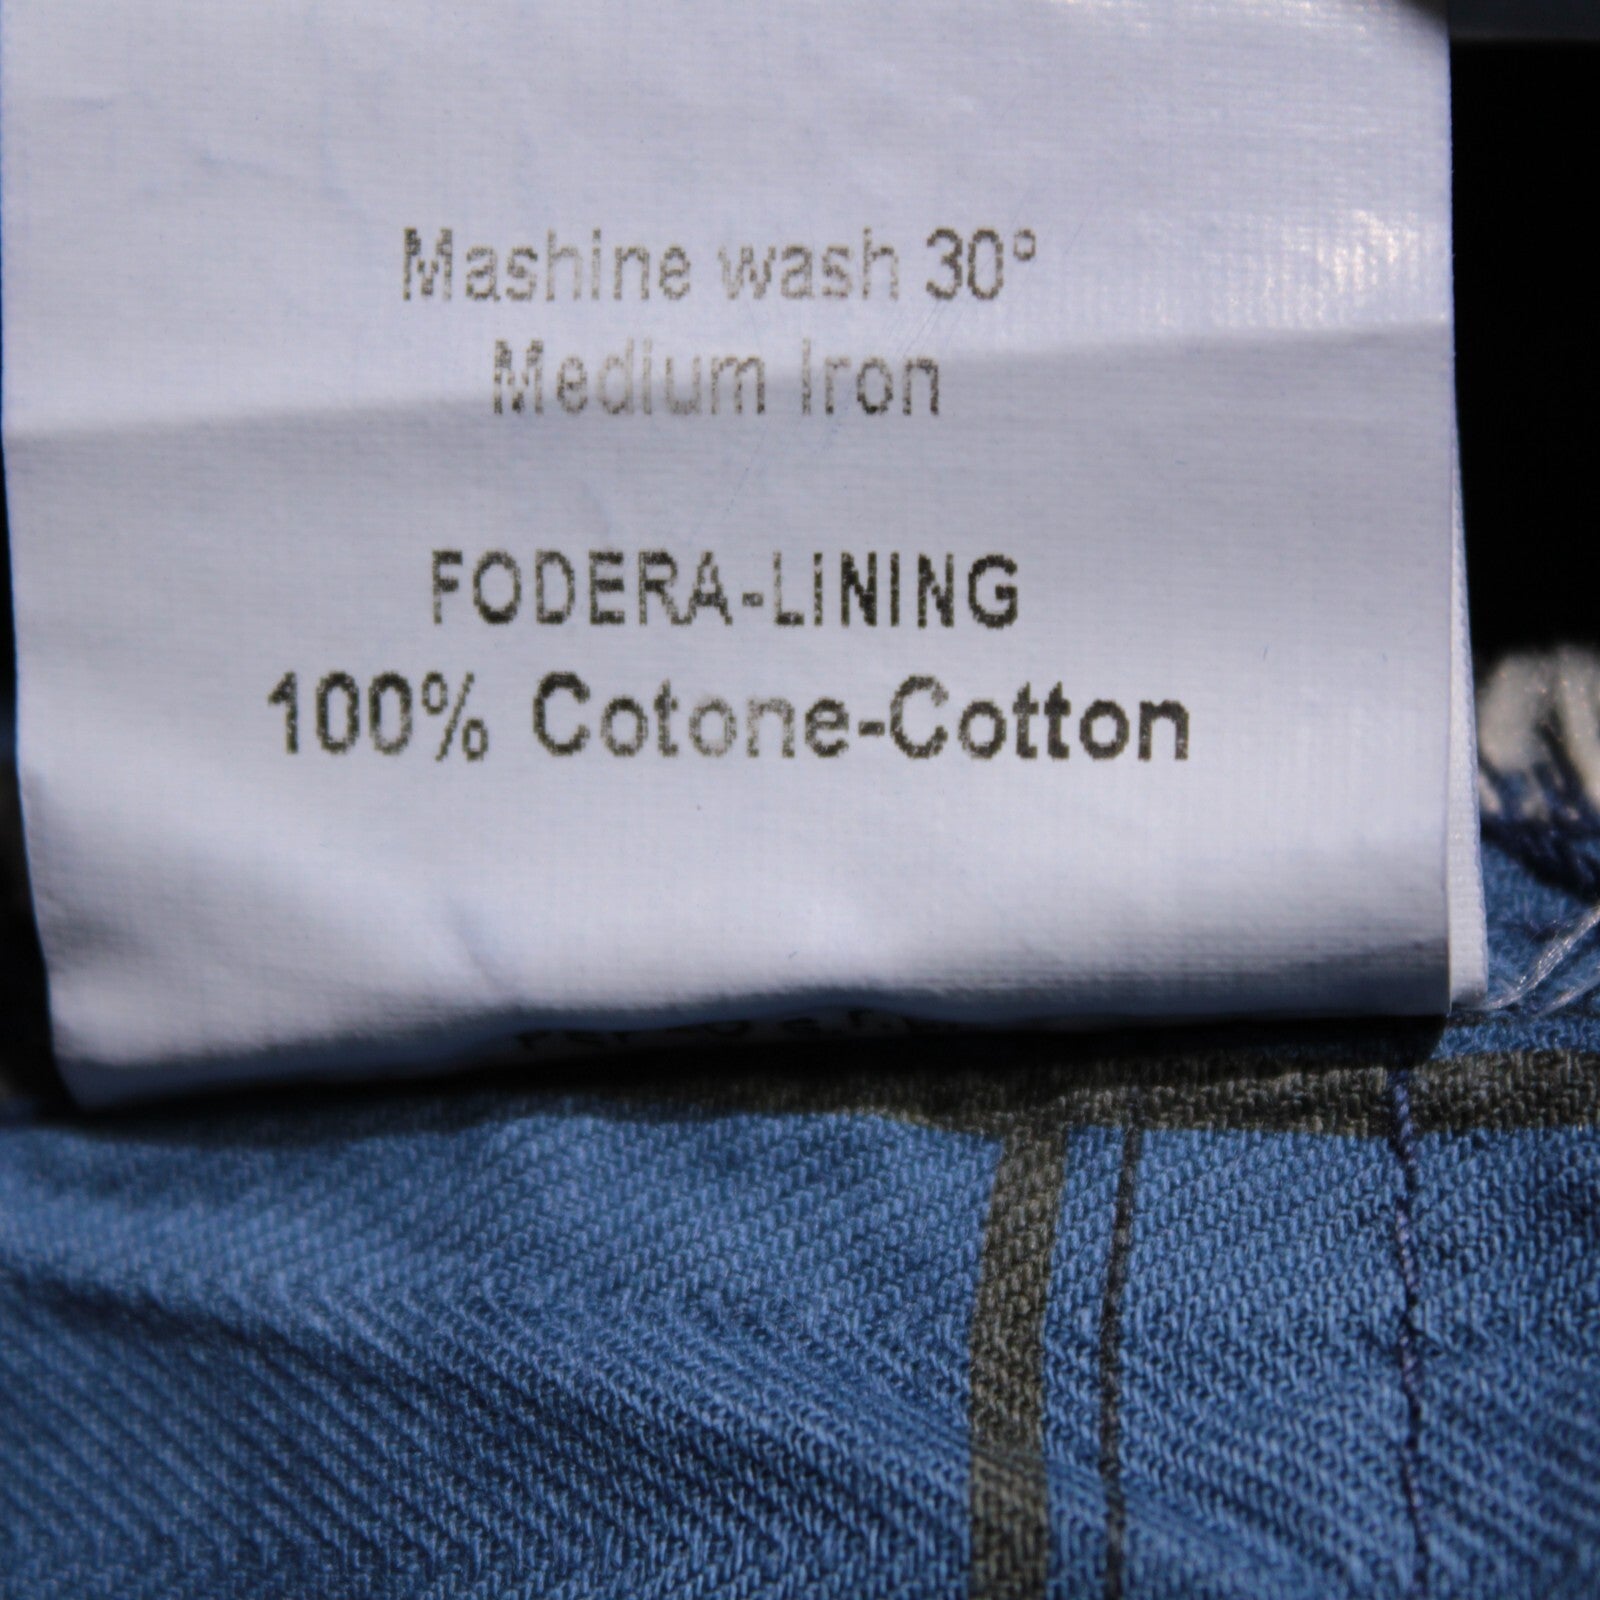 Mashine wash 30°
Medium Iron
FODERA-LINING
100% Cotone-Cotton